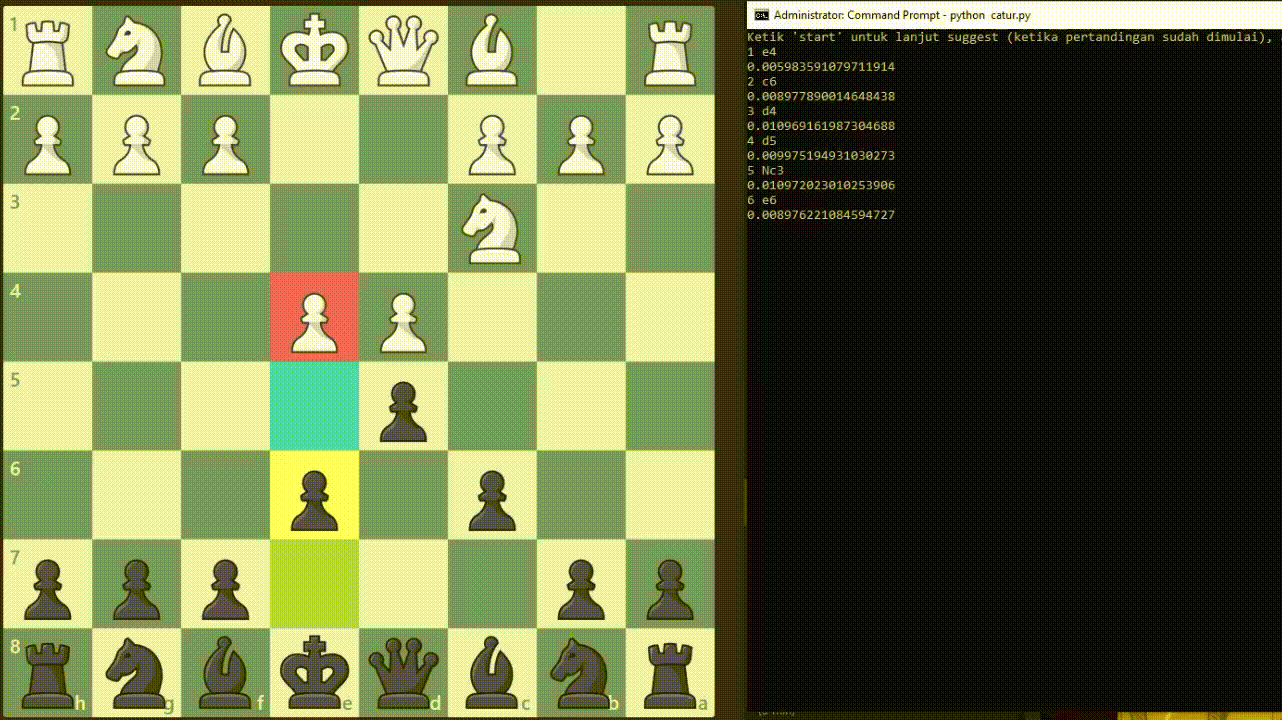 Administrator: Command Prompt - python catur.py
Ketik 'start' untuk lanjut suggest (ketika pertandingan sudah dimulai),
1 e4
0.005983591079711914
2 c6
0.008977890014648438
3 d4
0.010969161987304688
4 d5
0.009975194931030273
5 Nc3
0.010972023010253906
6 e6
0.008976221084594727
1
2
3
4
5
6
7
8
h g f e d c b a